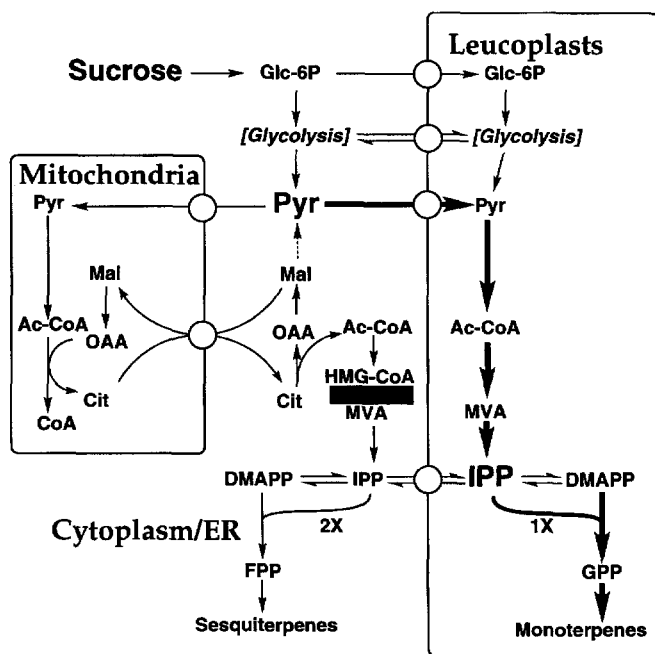 Leucoplasts
Sucrose Glc-6P Glc-6P
[Glycolysis] [Glycolysis]
Mitochondria
Pyr Pyr Pyr
Mal Mal
Ac-CoA OAA OAA Ac-CoA Ac-CoA
HMG-CoA
Cit Cit MVA MVA
CoA
DMAPP IPP IPP DMAPP
Cytoplasm/ER 2X 1X
FPP GPP
Sesquiterpenes Monoterpenes